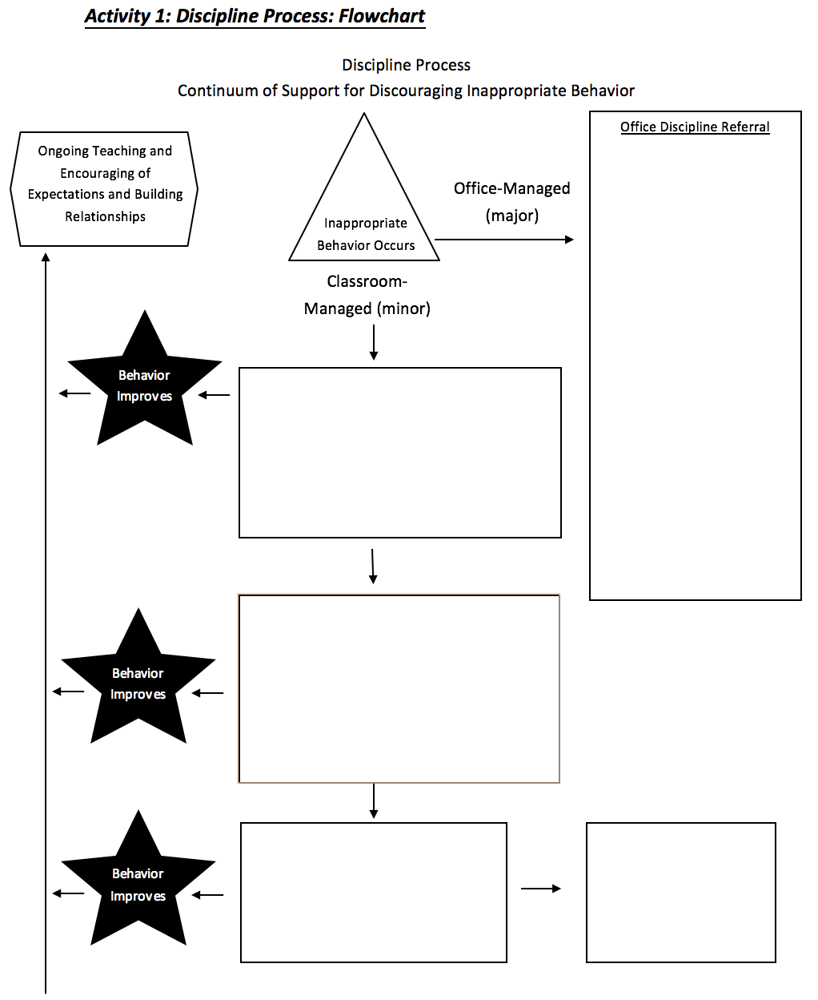 Activity 1: Discipline Process: Flowchart
Discipline Process
Continuum of Support for Discouraging Inappropriate Behavior
Office Discipline Referral
Ongoing Teaching and
Encouraging of
Expectations and Building
Relationships
Office-Managed
(major)
Inappropriate
Behavior Occurs
Classroom-
Managed (minor)
Behavior
Improves
Behavior
Improves
Behavior
Improves